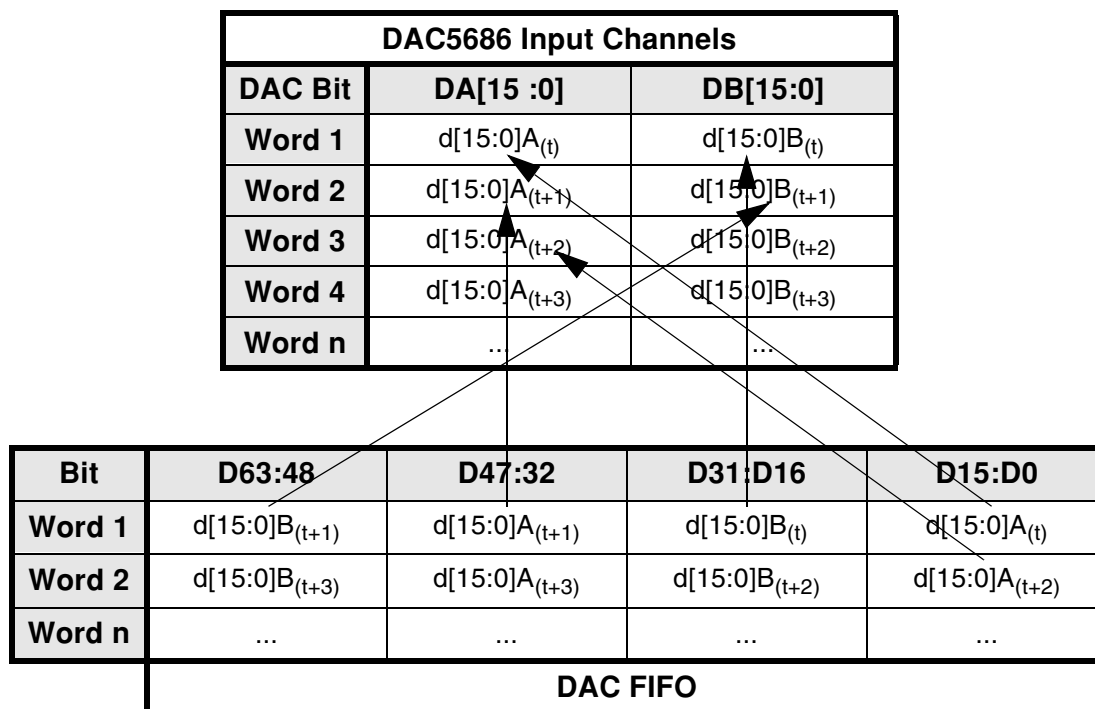 DAC5686 Input Channels
DAC Bit DA[15 :0] DB[15:0]
Word 1 d[15:0]A(t) d[15:0]B(t)
Word 2 d[15:0]A(t+1) d[15:0]B(t+1)
Word 3 d[15:0]A(t+2) d[15:0]B(t+2)
Word 4 d[15:0]A(t+3) d[15:0]B(t+3)
Word n ... ...
Bit D63:48 D47:32 D31:D16 D15:D0
Word 1 d[15:0]B(t+1) d[15:0]A(t+1) d[15:0]B(t) d[15:0]A(t)
Word 2 d[15:0]B(t+3) d[15:0]A(t+3) d[15:0]B(t+2) d[15:0]A(t+2)
Word n ... ... ... ...
DAC FIFO